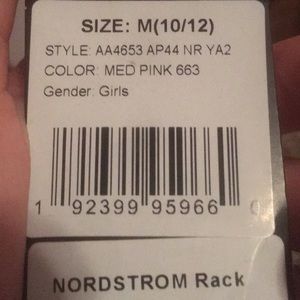 SIZE: M(10/12)
STYLE: AA4653 AP44 NR YA2
COLOR: MED PINK 663
Gender: Girls
1 92399 95966 0
NORDSTROM Rack